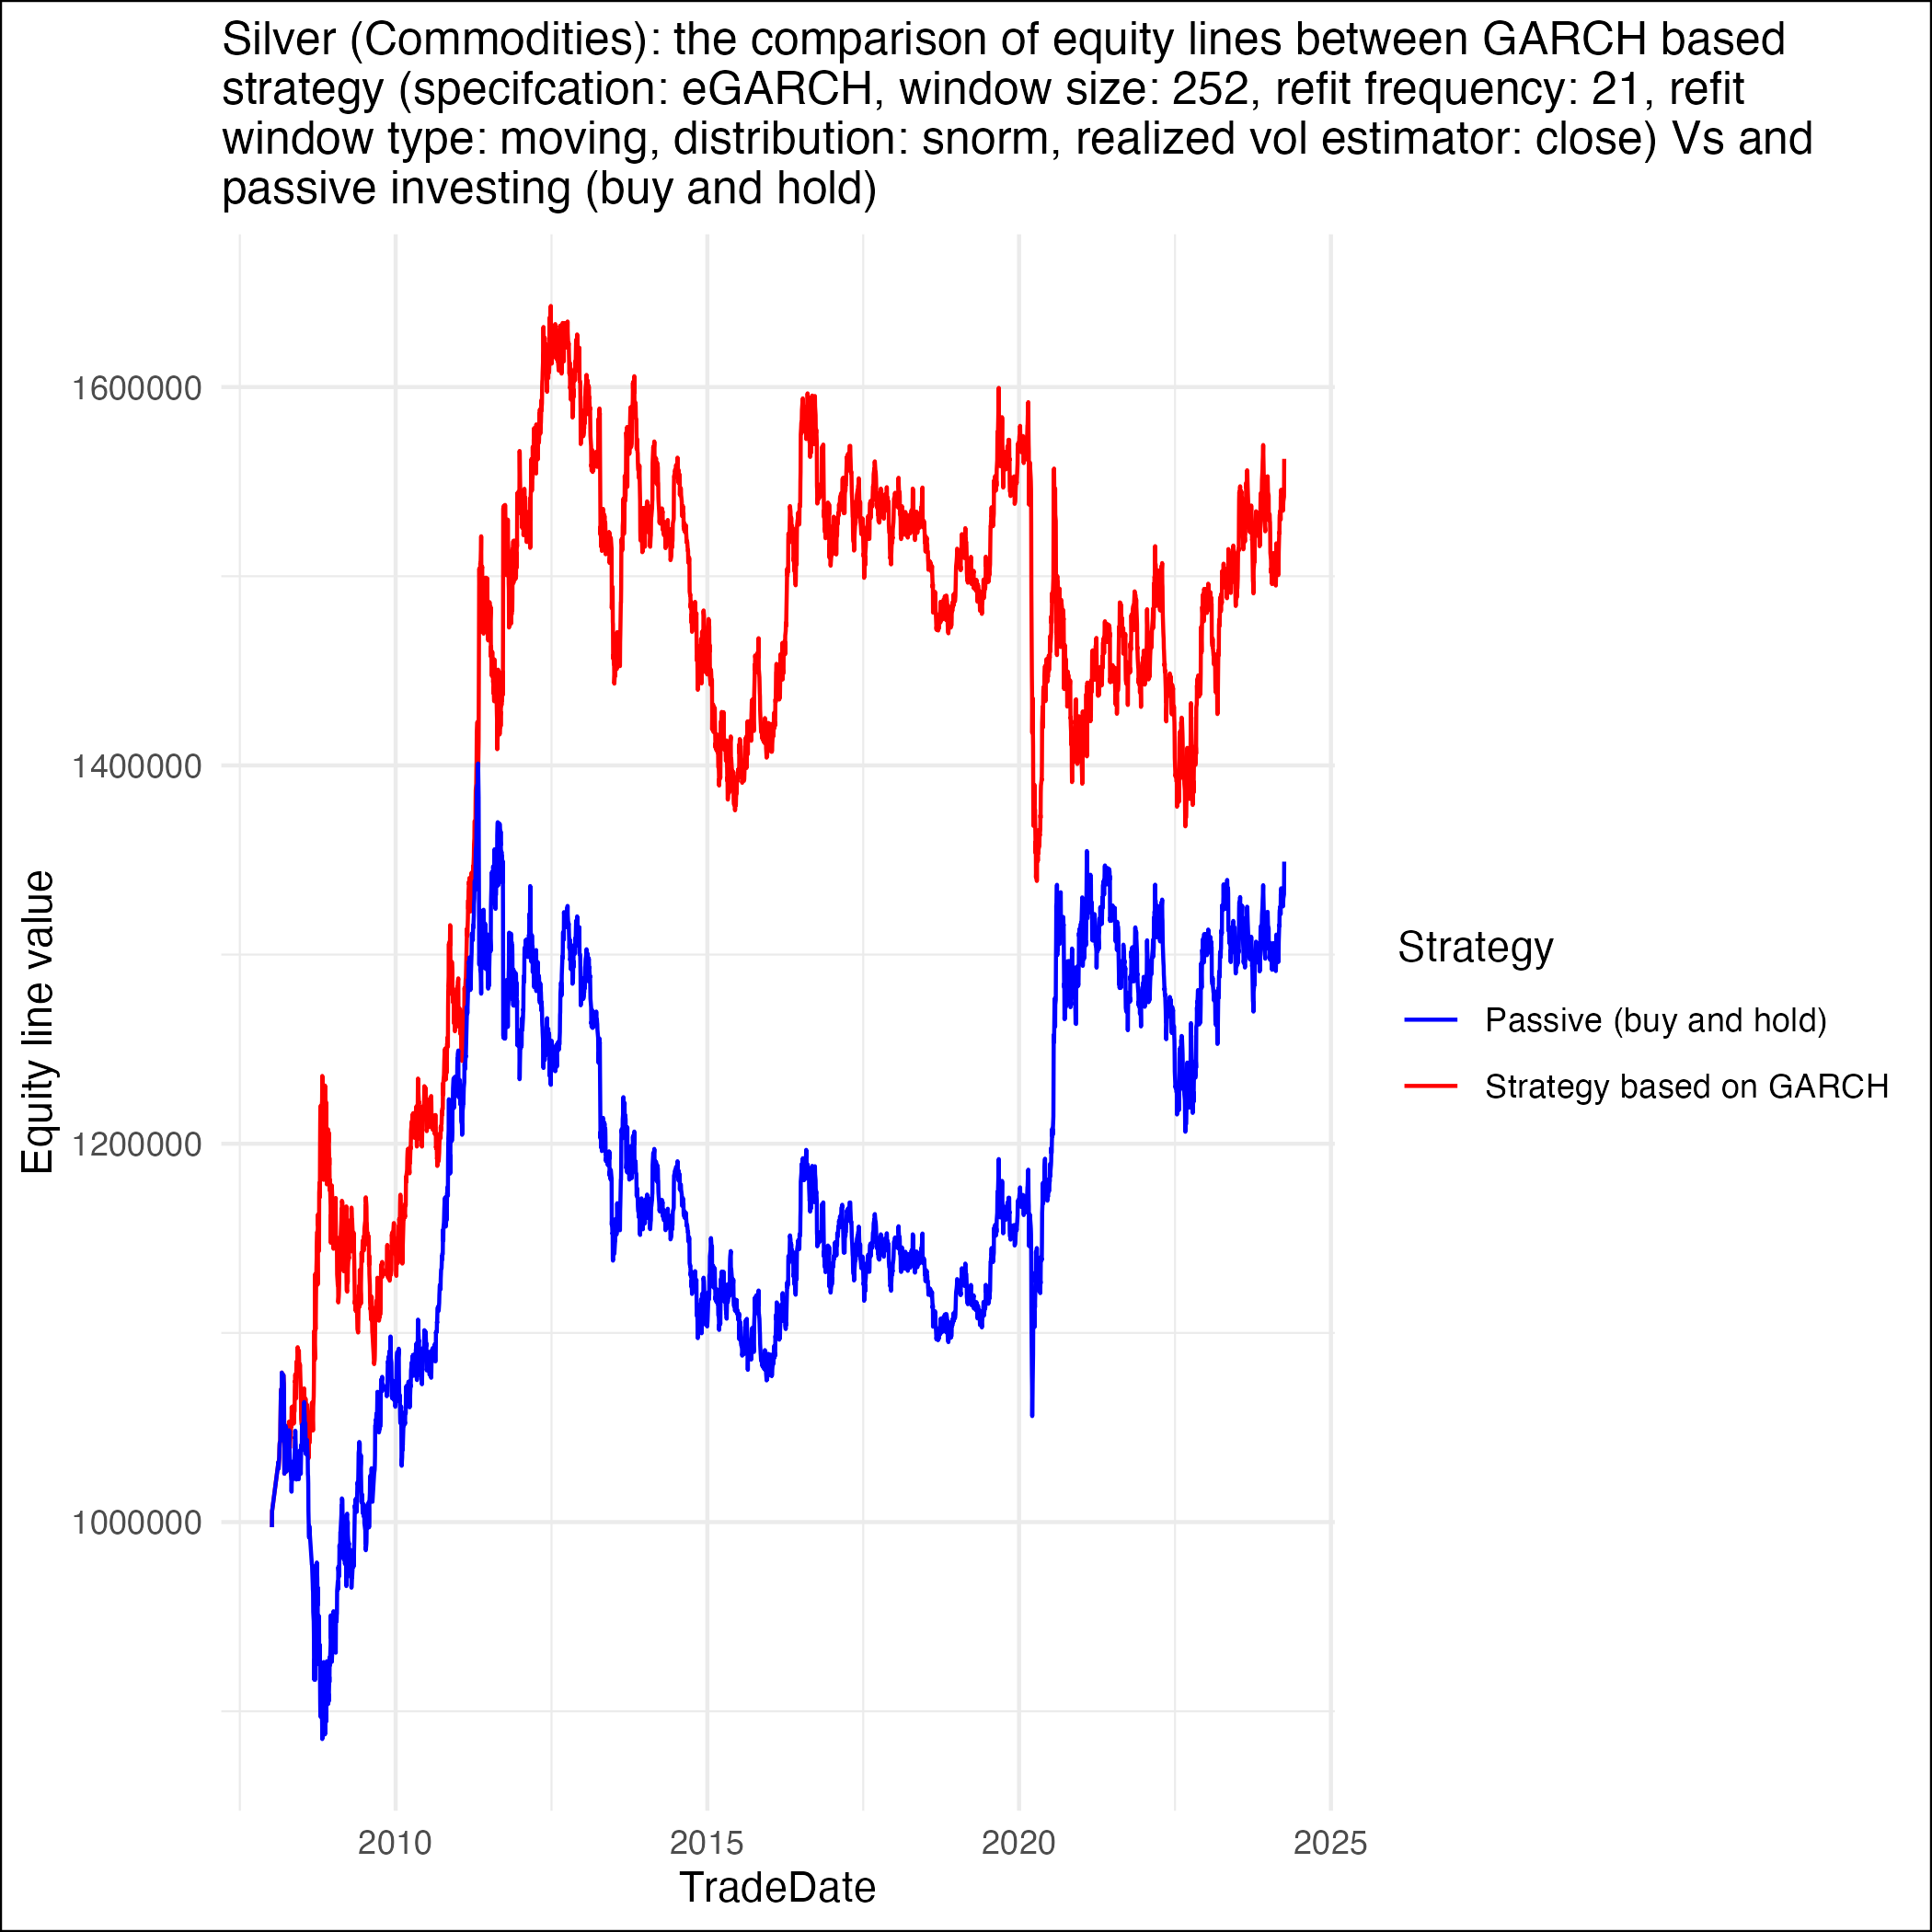 Silver (Commodities): the comparison of equity lines between GARCH based
strategy (specifcation: eGARCH, window size: 252, refit frequency: 21, refit
window type: moving, distribution: snorm, realized vol estimator: close) Vs and
passive investing (buy and hold)
1600000
1400000
1200000
1000000
Equity line value
2010
2015
2020
2025
TradeDate
Strategy
Passive (buy and hold)
Strategy based on GARCH